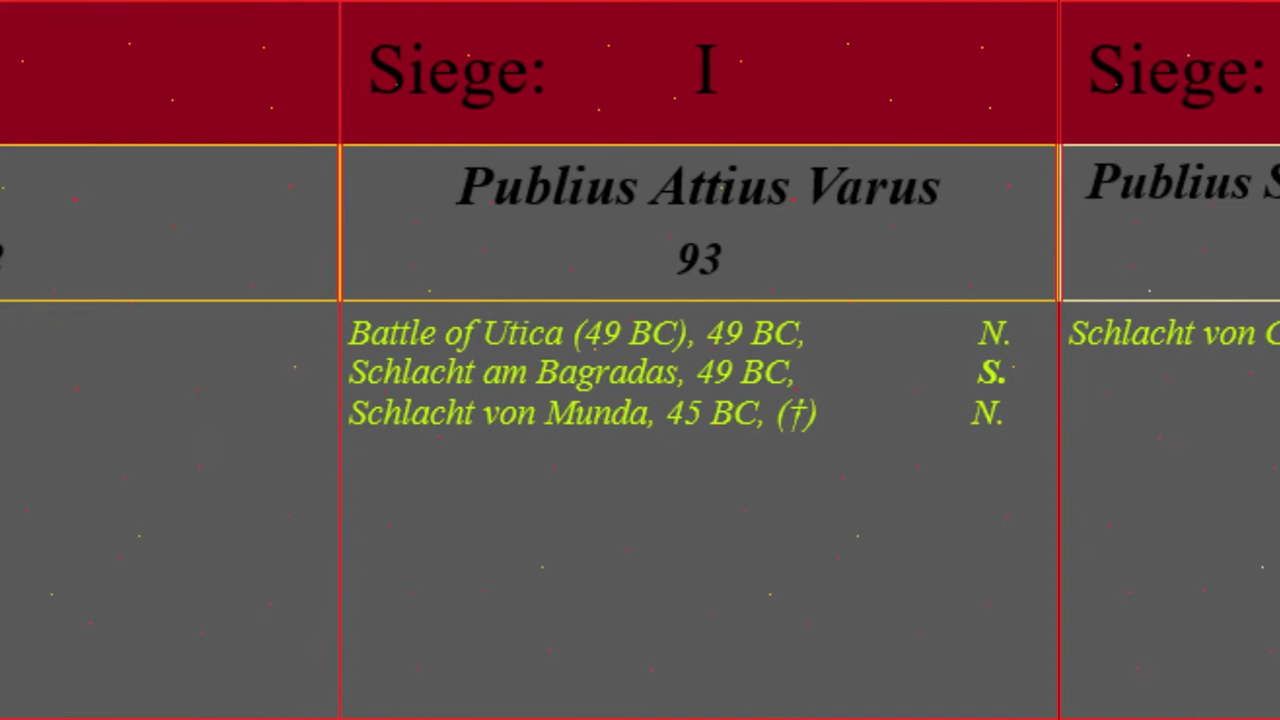 Siege: I Siege:
Publius Attius Varus Publius
93
Battle of Utica (49 BC), 49 BC, N. Schlacht von
Schlacht am Bagradas, 49 BC, S.
Schlacht von Munda, 45 BC, (†) N.